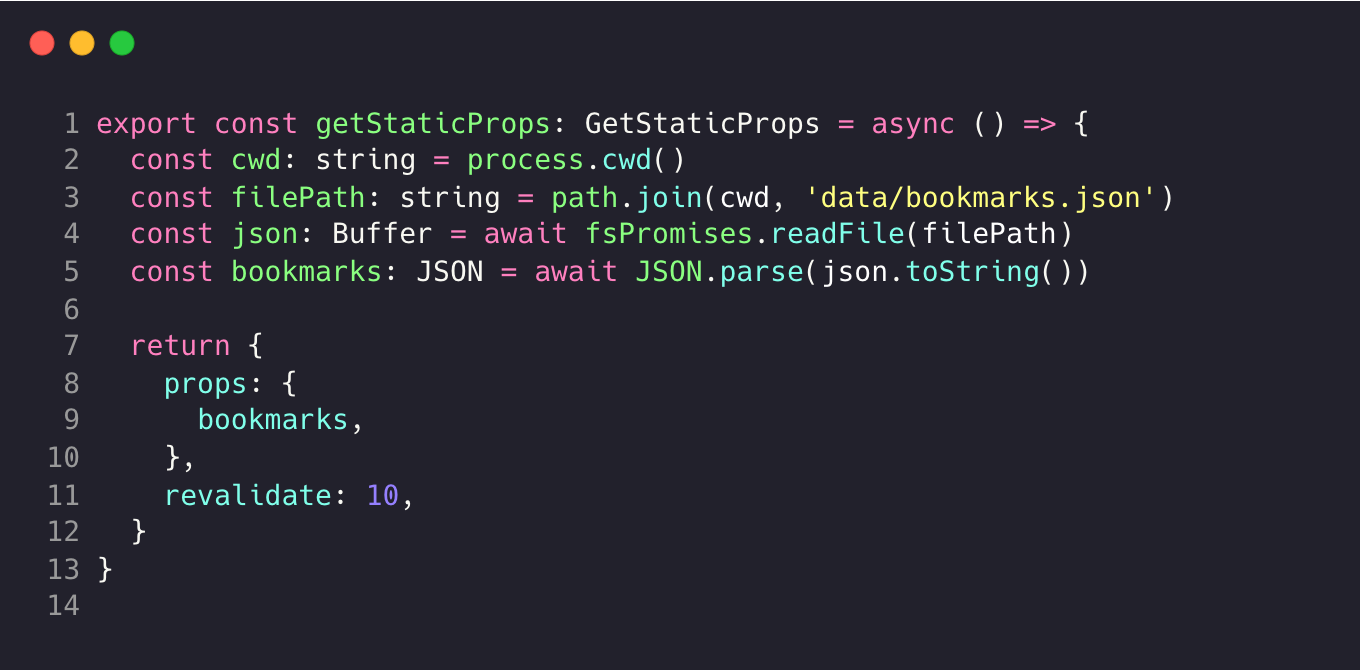 1 export const getStaticProps: GetStaticProps = async () => {
2   const cwd: string = process.cwd()
3   const filePath: string = path.join(cwd, 'data/bookmarks.json')
4   const json: Buffer = await fsPromises.readFile(filePath)
5   const bookmarks: JSON = await JSON.parse(json.toString())
6
7   return {
8     props: {
9       bookmarks,
10     },
11     revalidate: 10,
12   }
13 }
14